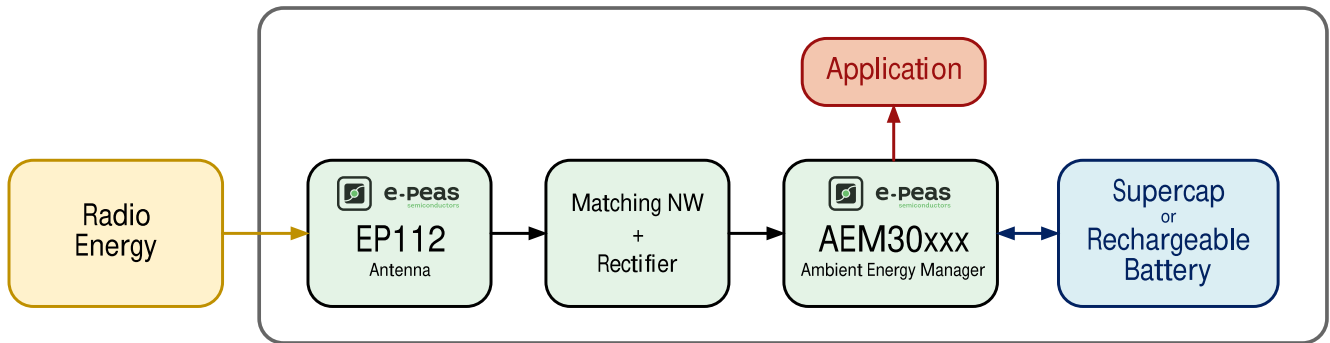 Radio
Energy
e-peas
semiconductors
EP112
Antenna
Matching NW
+
Rectifier
Application
e-peas
semiconductors
AEM30xxx
Ambient Energy Manager
Supercap
or
Rechargeable
Battery